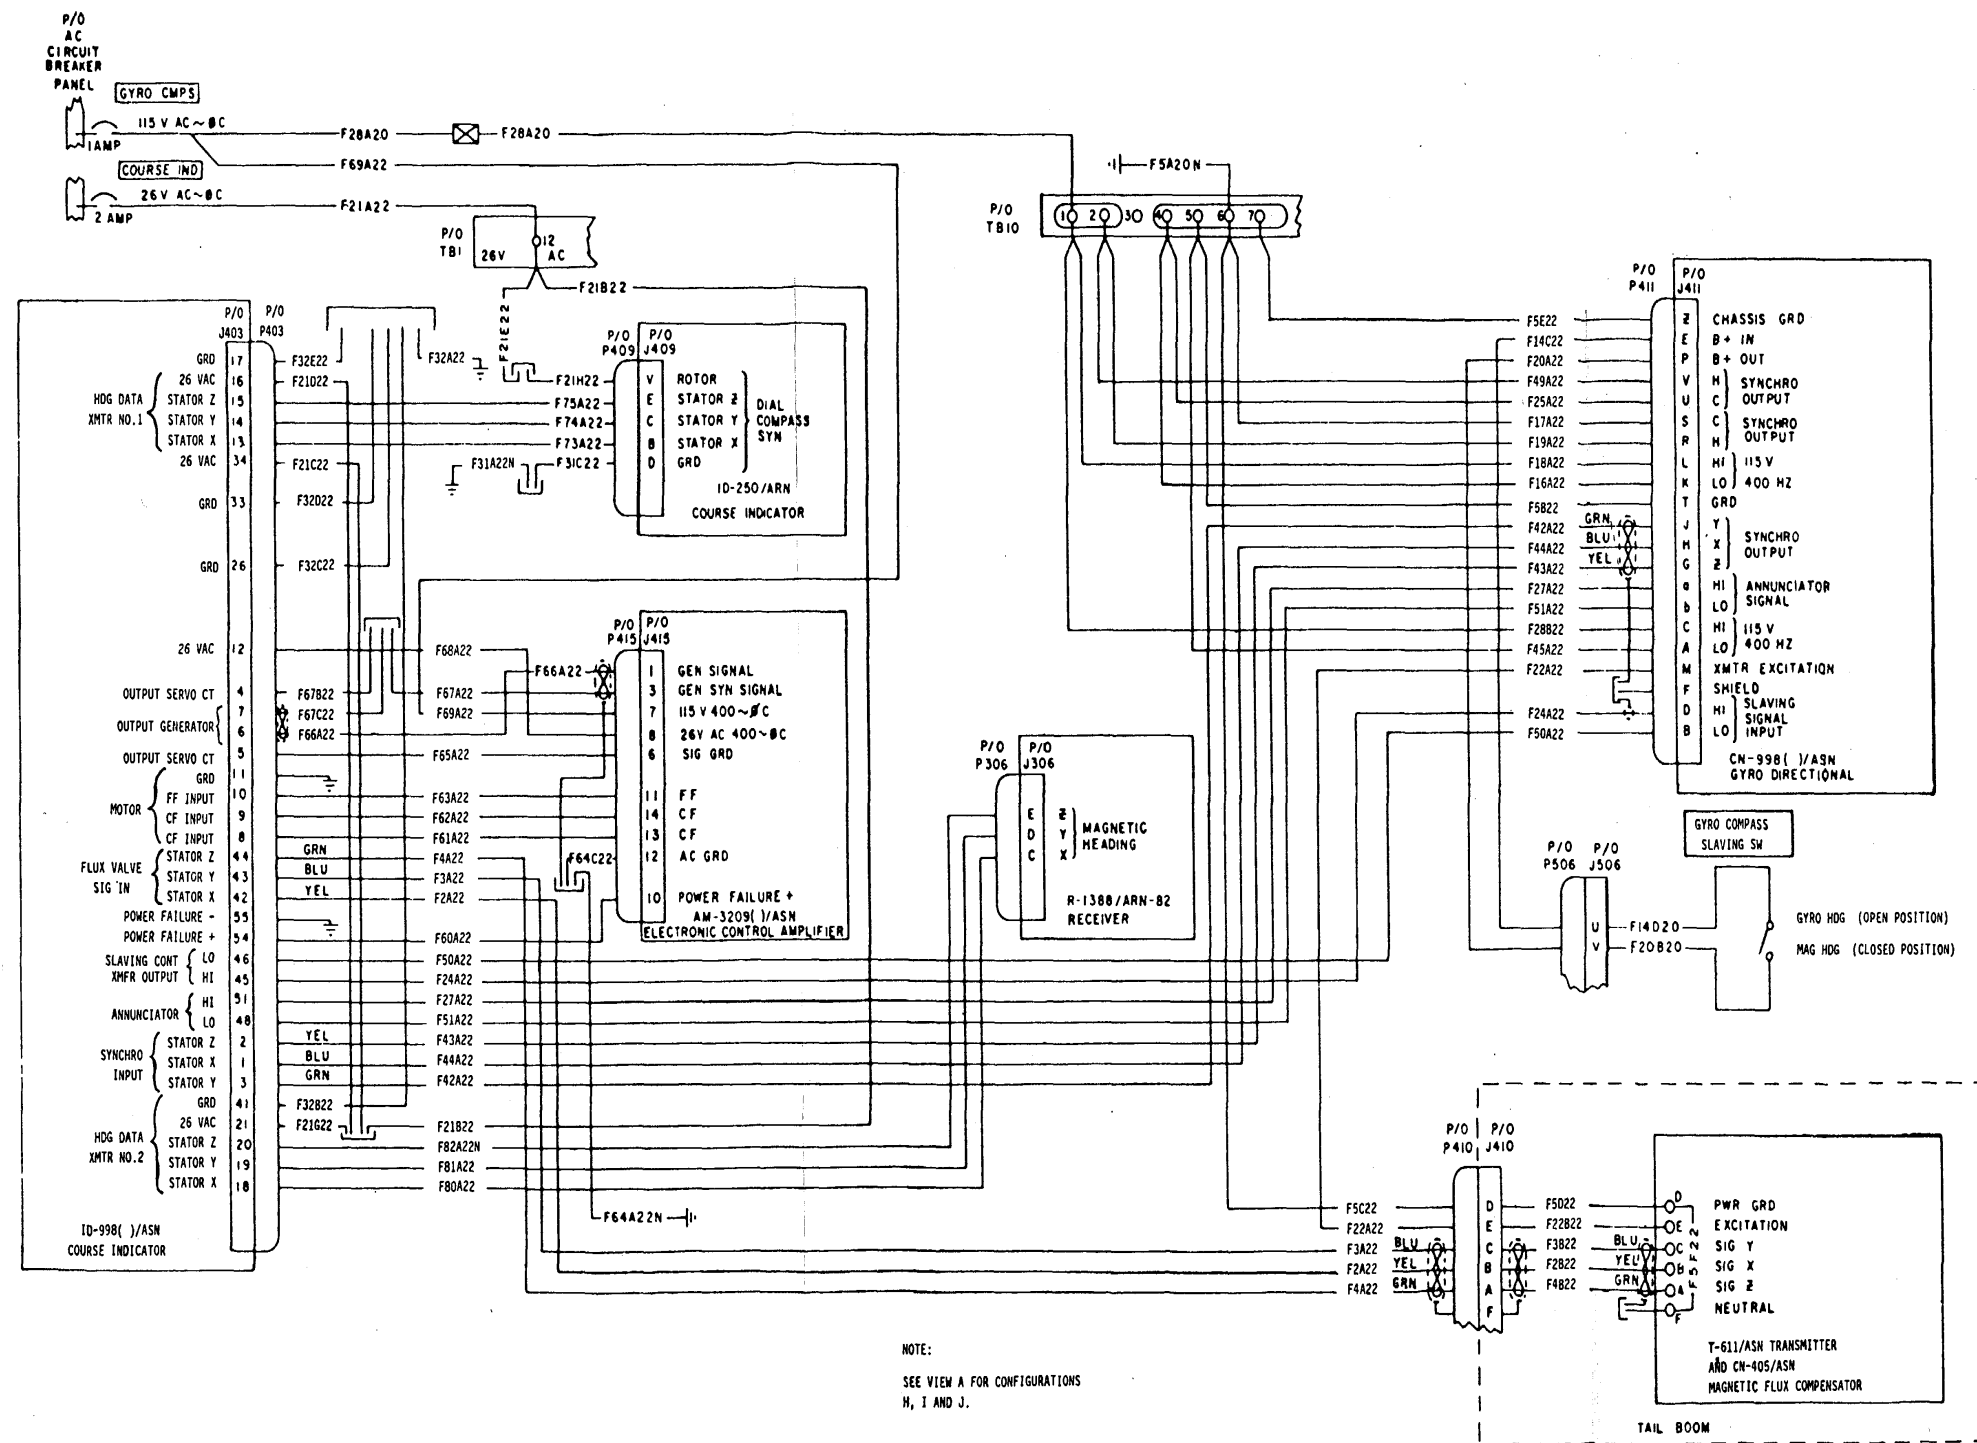 P/O
AC
CIRCUIT
BREAKER
PANEL
GYRO CMPS
115 V AC~ØC
1 AMP
F28A20
F28A20
F69A22
COURSE IND
26 V AC~ØC
2 AMP
F21A22
P/O
TB1
26V
12
AC
F21B22
F21E22
F5A20N
P/O
TB10
1 2 3 4 5 6 7
P/O
J403
P/O
P403
GRD 17 F32E22
26 VAC 16 F21D22
HDG DATA
XMTR NO.1
STATOR Z 15
STATOR Y 14
STATOR X 13
26 VAC 34 F21C22
GRD 33 F32D22
GRD 26 F32C22
26 VAC 12 F68A22
OUTPUT SERVO CT 4 F67B22 F67A22
OUTPUT GENERATOR
7 F67C22 F69A22
6 F66A22
OUTPUT SERVO CT 5 F65A22
MOTOR
GRD 11
FF INPUT 10 F63A22
CF INPUT 9 F62A22
CF INPUT 8 F61A22
FLUX VALVE
SIG IN
STATOR Z 44 GRN F4A22
STATOR Y 43 BLU F3A22
STATOR X 42 YEL F2A22
POWER FAILURE - 55
POWER FAILURE + 54 F60A22
SLAVING CONT
XMFR OUTPUT
LO 46 F50A22
HI 45 F24A22
ANNUNCIATOR
HI 51 F27A22
LO 48 F51A22
SYNCHRO
INPUT
STATOR Z 2 YEL F43A22
STATOR X 1 BLU F44A22
STATOR Y 3 GRN F42A22
GRD 41 F32B22
HDG DATA
XMTR NO.2
26 VAC 21 F21G22 F21B22
STATOR Z 20 F82A22N
STATOR Y 19 F81A22
STATOR X 18 F80A22
ID-998( )/ASN
COURSE INDICATOR
F32A22
P/O
P409
P/O
J409
F21H22 V ROTOR
F75A22 E STATOR Z
F74A22 C STATOR Y
F73A22 B STATOR X
F31A22N F31C22 D GRD
DIAL
COMPASS
SYN
ID-250/ARN
COURSE INDICATOR
P/O
P415
P/O
J415
F66A22 1 GEN SIGNAL
3 GEN SYN SIGNAL
7 115 V 400~ØC
8 26V AC 400~ØC
6 SIG GRD
11 FF
14 CF
13 CF
F64C22 12 AC GRD
10 POWER FAILURE +
AM-3209( )/ASN
ELECTRONIC CONTROL AMPLIFIER
F64A22N
P/O
P306
P/O
J306
E Z
D Y
C X
MAGNETIC
HEADING
R-1388/ARN-82
RECEIVER
P/O
P411
P/O
J411
F5E22 Z CHASSIS GRD
F14C22 E B+ IN
F20A22 P B+ OUT
F49A22 V H
F25A22 U C
SYNCHRO
OUTPUT
F17A22 S C
F19A22 R H
SYNCHRO
OUTPUT
F18A22 L HI
F16A22 K LO
115 V
400 HZ
F5B22 T GRD
F42A22 GRN J Y
F44A22 BLU H X
F43A22 YEL G Z
SYNCHRO
OUTPUT
F27A22 a HI
F51A22 b LO
ANNUNCIATOR
SIGNAL
F28B22 C HI
F45A22 A LO
115 V
400 HZ
F22A22 M XMTR EXCITATION
F SHIELD
F24A22 D HI
F50A22 B LO
SLAVING
SIGNAL
INPUT
CN-998( )/ASN
GYRO DIRECTIONAL
GYRO COMPASS
SLAVING SW
P/O
P506
P/O
J506
U F14D20
V F20B20
GYRO HDG (OPEN POSITION)
MAG HDG (CLOSED POSITION)
P/O
P410
P/O
J410
F5C22 D F5D22 D PWR GRD
F22A22 E F22B22 E EXCITATION
F3A22 BLU C F3B22 BLU C SIG Y
F2A22 YEL B F2B22 YEL B SIG X
F4A22 GRN A F4B22 GRN A SIG Z
F F NEUTRAL
F5F22
T-611/ASN TRANSMITTER
AND CN-405/ASN
MAGNETIC FLUX COMPENSATOR
TAIL BOOM
NOTE:
SEE VIEW A FOR CONFIGURATIONS
H, I AND J.